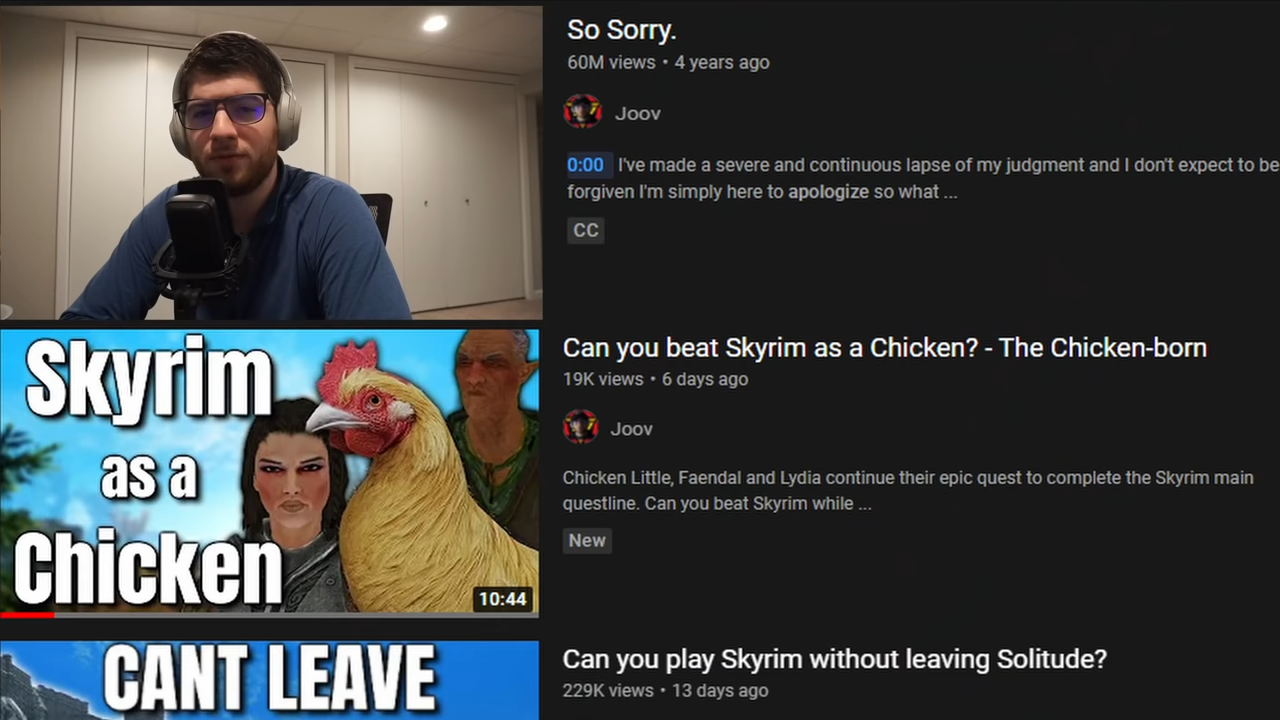 So Sorry.
60M views • 4 years ago
Joov
0:00 I've made a severe and continuous lapse of my judgment and I don't expect to be
forgiven I'm simply here to apologize so what ...
CC
Skyrim
as a
Chicken
10:44
Can you beat Skyrim as a Chicken? - The Chicken-born
19K views • 6 days ago
Joov
Chicken Little, Faendal and Lydia continue their epic quest to complete the Skyrim main
questline. Can you beat Skyrim while ...
New
CANT LEAVE
Can you play Skyrim without leaving Solitude?
229K views • 13 days ago